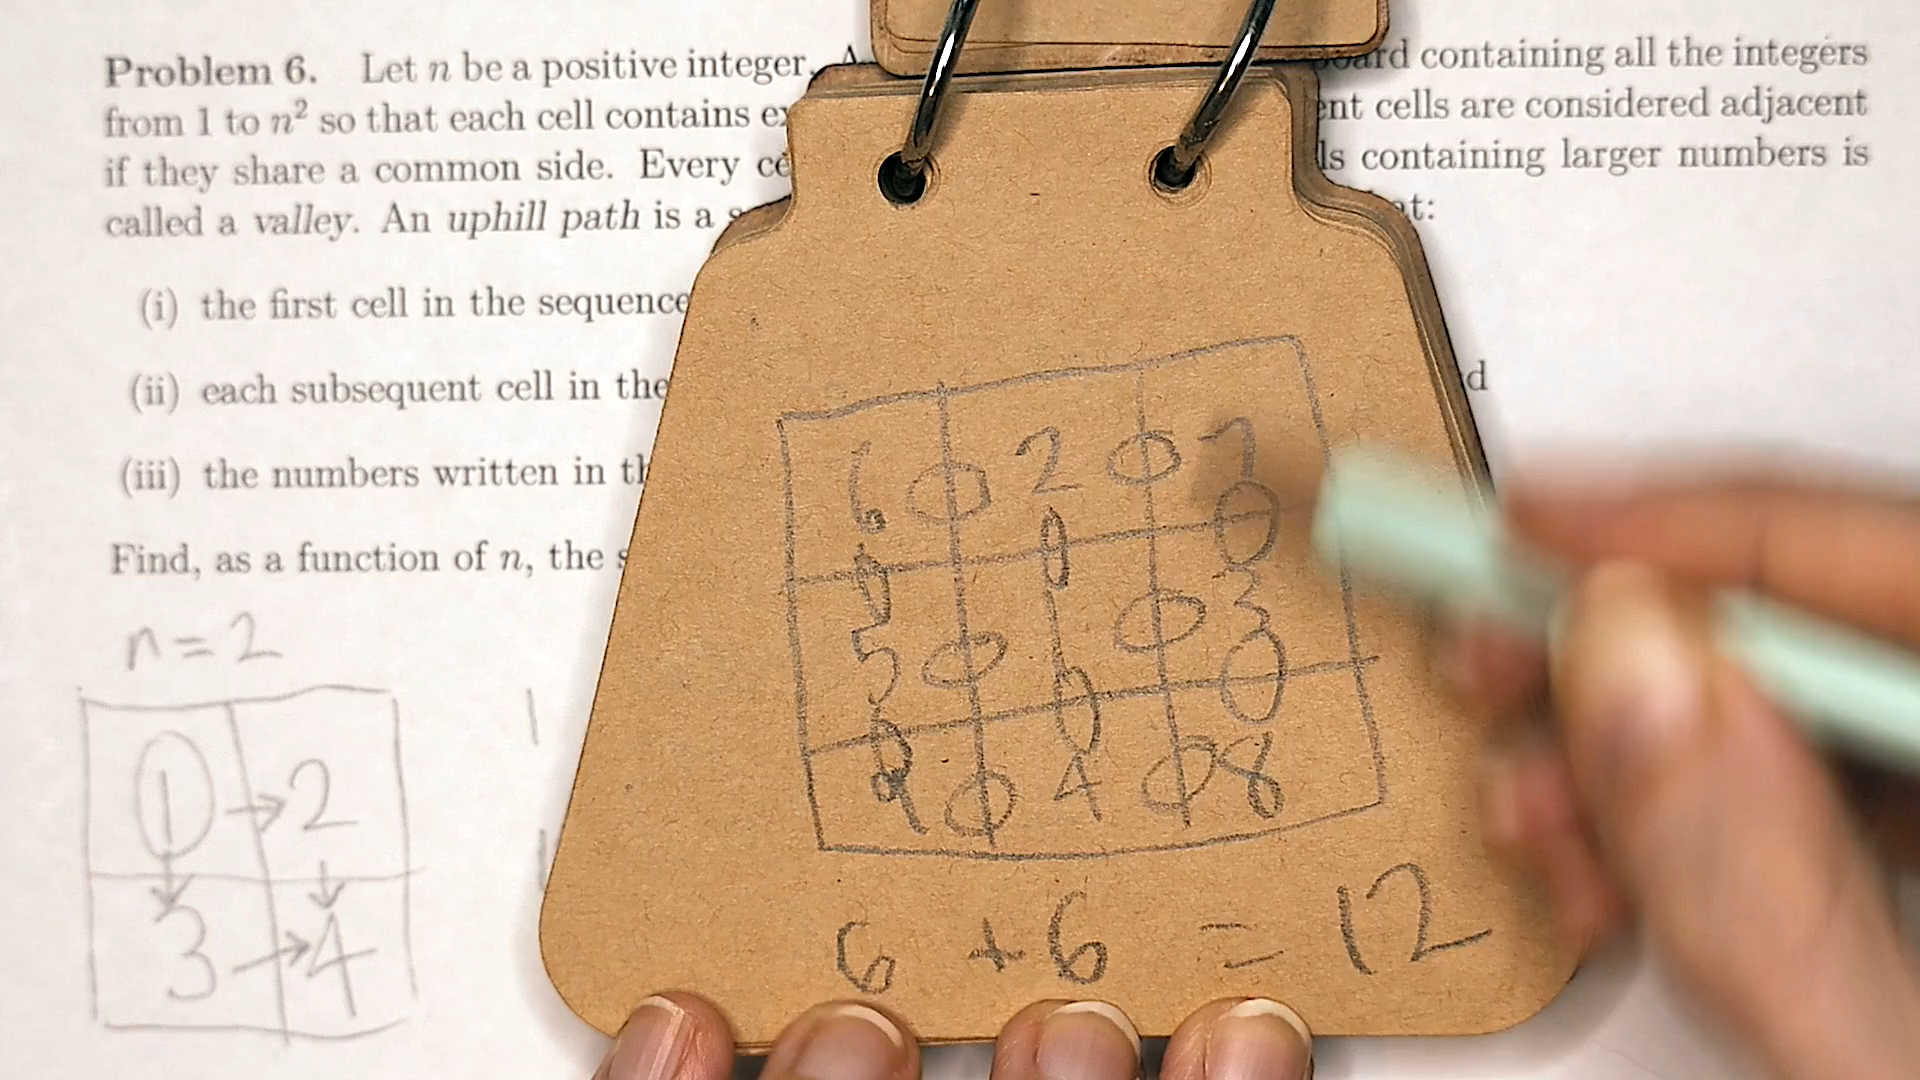 Problem 6. Let n be a positive integer. A board containing all the integers
from 1 to n² so that each cell contains cells are considered adjacent
if they share a common side. Every containing larger numbers is
called a valley. An uphill path is a
(i) the first cell in the sequence
(ii) each subsequent cell in the
(iii) the numbers written in
Find, as a function of n, the
n=2
1 → 2
3 → 4
6 2 7
5 1 3
9 4 8
6 + 6 = 12